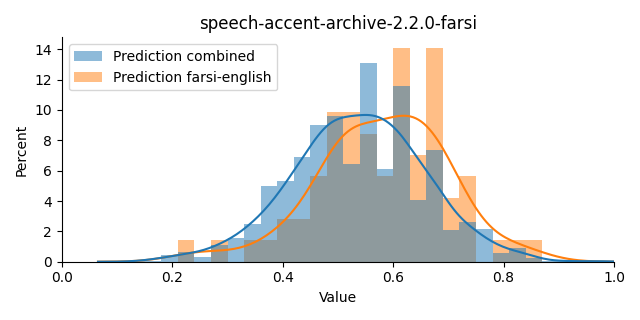 speech-accent-archive-2.2.0-farsi
Prediction combined
Prediction farsi-english
Percent
14
12
10
8
6
4
2
0
0.0 0.2 0.4 0.6 0.8 1.0
Value